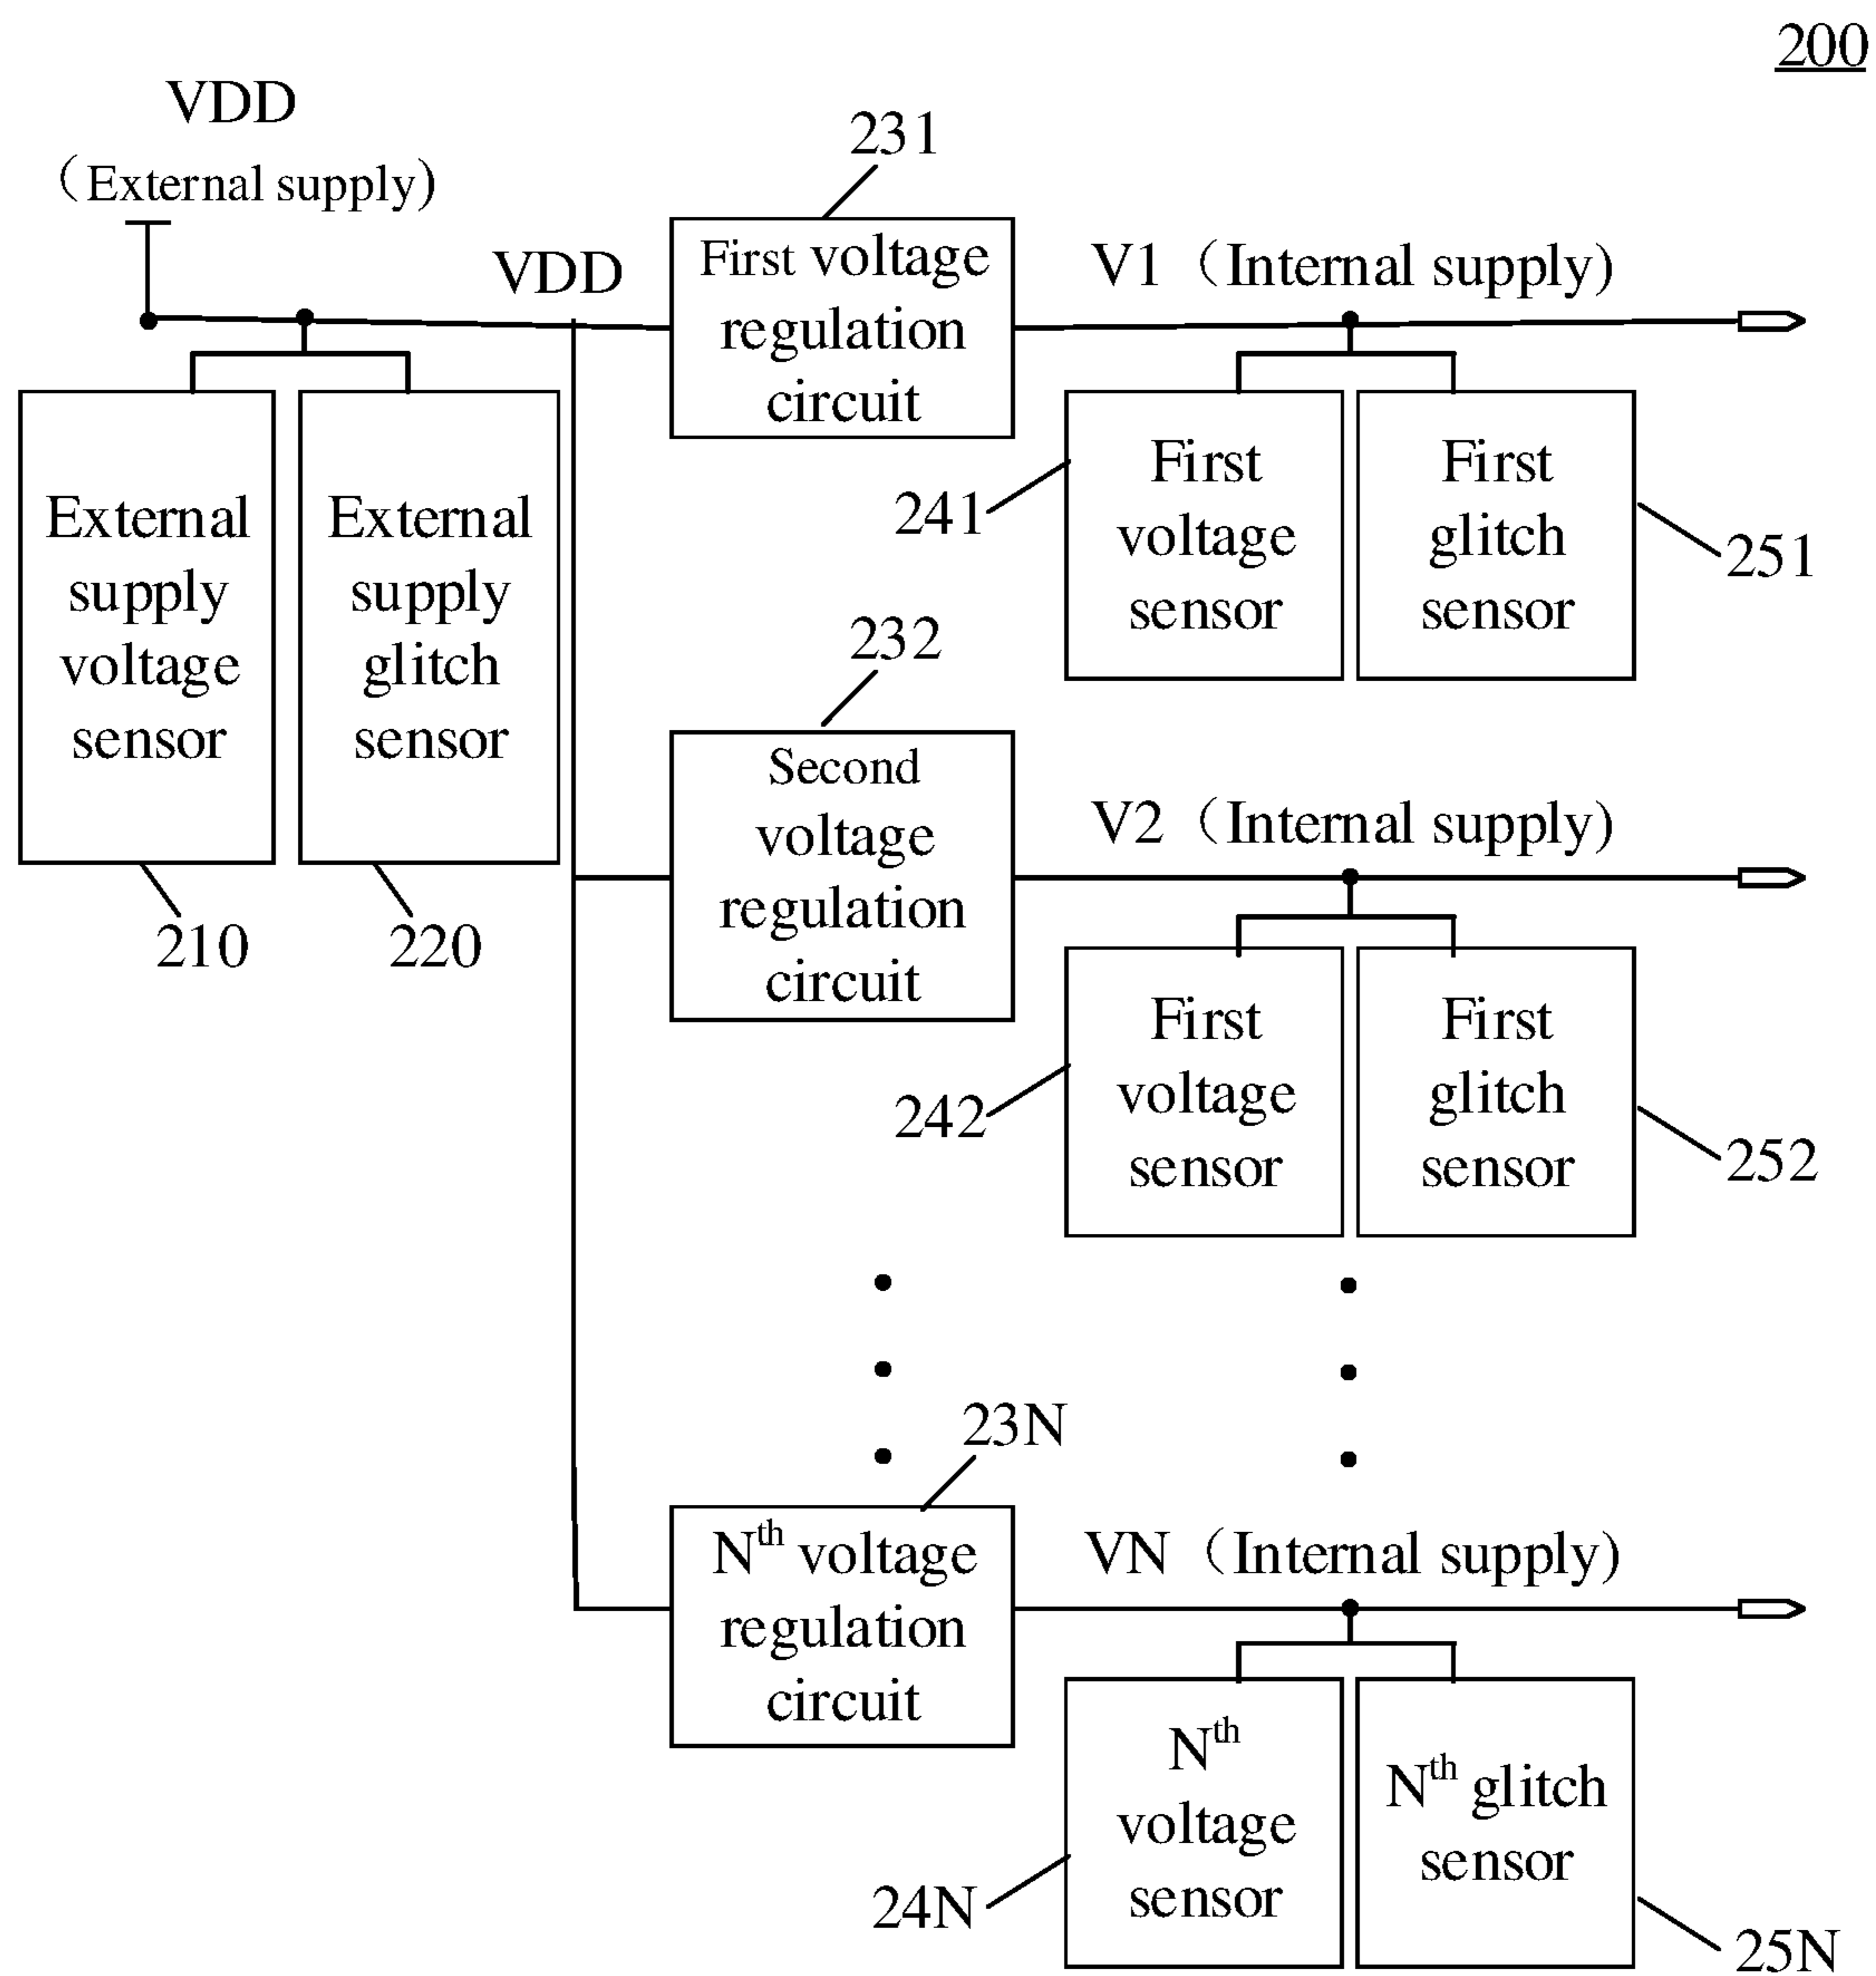 200
VDD
（External supply)
VDD
231
First voltage
regulation
circuit
V1（Internal supply)
External
supply
voltage
sensor
210
External
supply
glitch
sensor
220
First
voltage
sensor
241
First
glitch
sensor
251
232
Second
voltage
regulation
circuit
V2（Internal supply)
First
voltage
sensor
242
First
glitch
sensor
252
23N
Nth voltage
regulation
circuit
VN（Internal supply)
Nth
voltage
sensor
24N
Nth glitch
sensor
25N